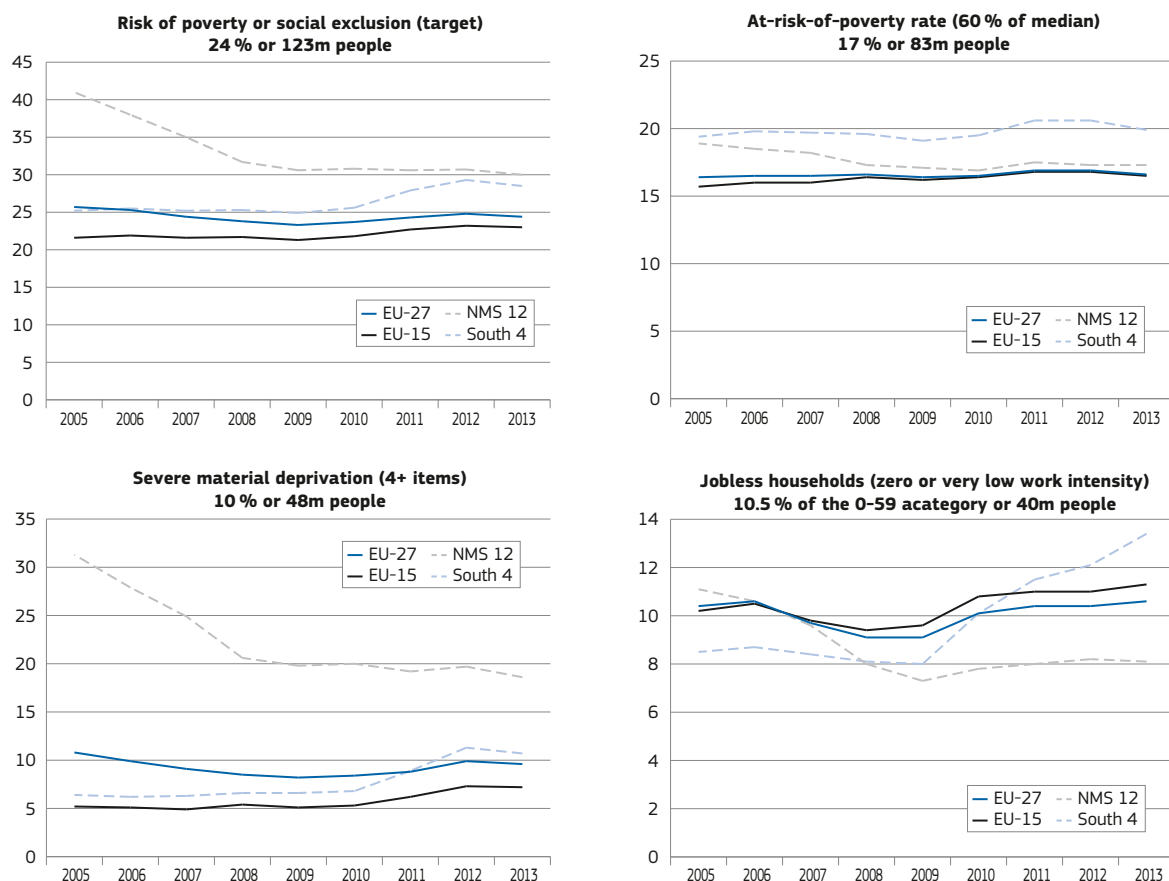 Risk of poverty or social exclusion (target)
24 % or 123m people
45
40
35
30
25
20
15
10
5
0
EU-27 NMS 12
EU-15 South 4
2005 2006 2007 2008 2009 2010 2011 2012 2013
At-risk-of-poverty rate (60 % of median)
17 % or 83m people
25
20
15
10
5
0
EU-27 NMS 12
EU-15 South 4
2005 2006 2007 2008 2009 2010 2011 2012 2013
Severe material deprivation (4+ items)
10 % or 48m people
35
30
25
20
15
10
5
0
EU-27 NMS 12
EU-15 South 4
2005 2006 2007 2008 2009 2010 2011 2012 2013
Jobless households (zero or very low work intensity)
10.5 % of the 0-59 acategory or 40m people
14
12
10
8
6
4
2
0
EU-27 NMS 12
EU-15 South 4
2005 2006 2007 2008 2009 2010 2011 2012 2013